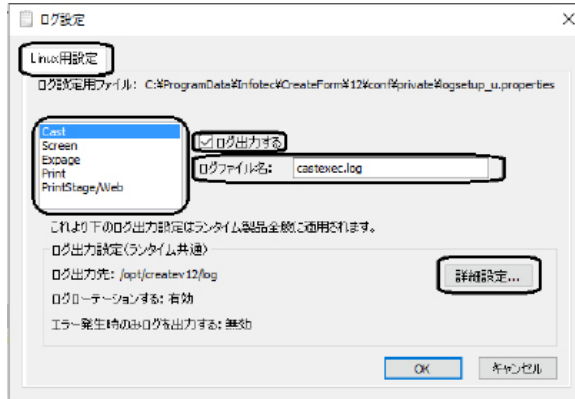 ログ設定
Linux用設定
ログ設定用ファイル: C:¥ProgramData¥Infotec¥CreateForm¥12¥conf¥private¥logsetup_u.properties
Cast
Screen
Expage
Print
PrintStage/Web
ログ出力する
ログファイル名: castexec.log
これより下のログ出力設定はランタイム製品全般に適用されます。
ログ出力設定(ランタイム共通)
ログ出力先: /opt/createv12/log
詳細設定...
ログローテーションする: 有効
エラー発生時のみログを出力する: 無効
OK
キャンセル